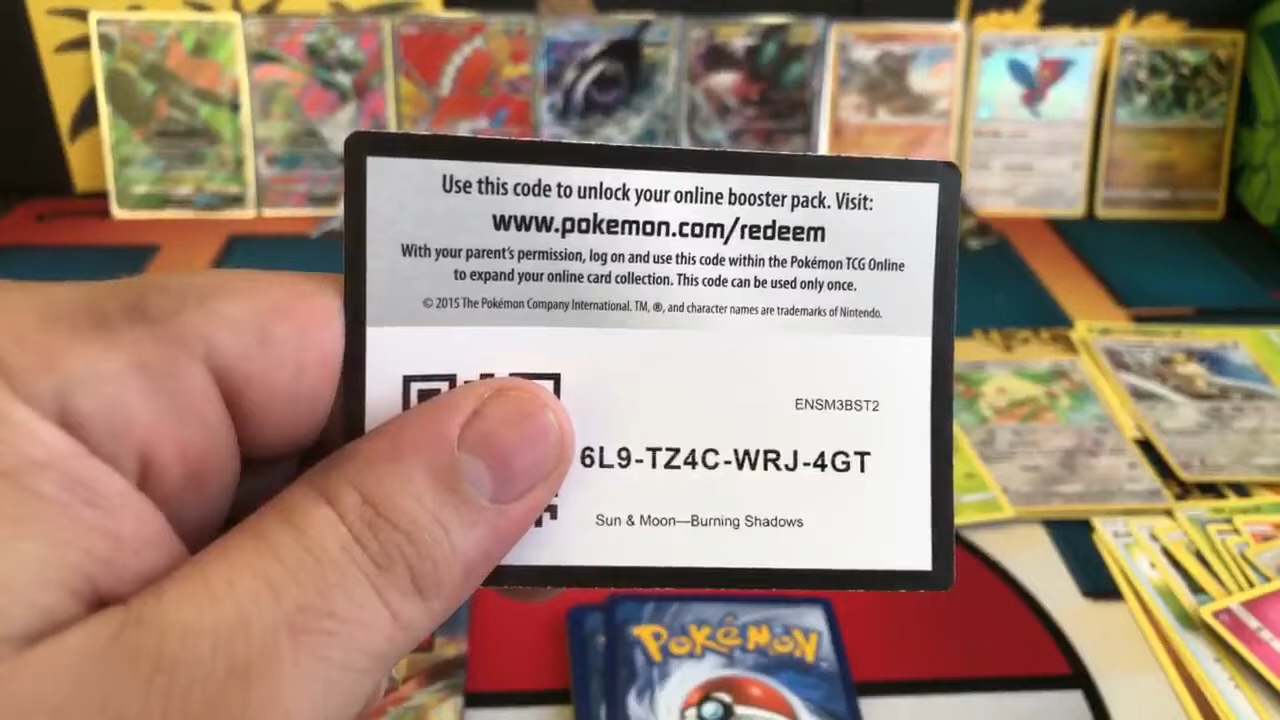 Use this code to unlock your online booster pack. Visit:
www.pokemon.com/redeem
With your parent's permission, log on and use this code within the Pokémon TCG Online
to expand your online card collection. This code can be used only once.
© 2015 The Pokémon Company International. TM, ®, and character names are trademarks of Nintendo.
ENSM3BST2
6L9-TZ4C-WRJ-4GT
Sun & Moon—Burning Shadows
POKéMON